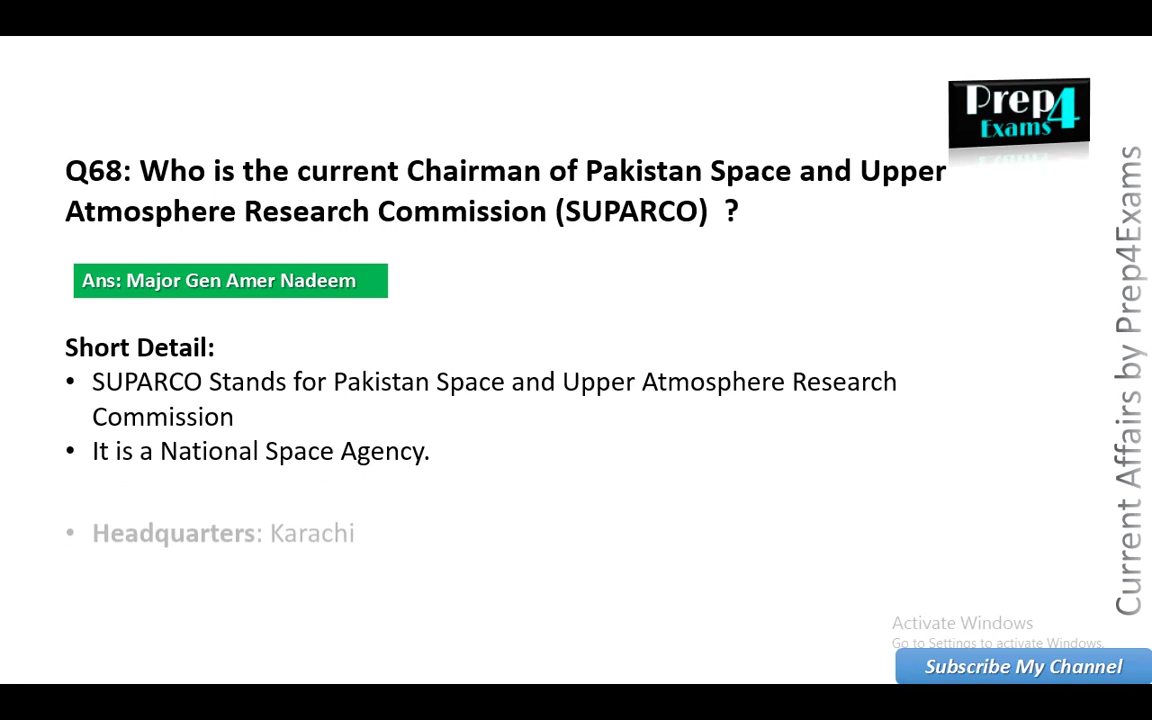 Prep4
Exams
Q68: Who is the current Chairman of Pakistan Space and Upper
Atmosphere Research Commission (SUPARCO) ?
Ans: Major Gen Amer Nadeem
Short Detail:
• SUPARCO Stands for Pakistan Space and Upper Atmosphere Research
Commission
• It is a National Space Agency.
• Headquarters: Karachi
Current Affairs by Prep4Exams
Activate Windows
Go to Settings to activate Windows.
Subscribe My Channel